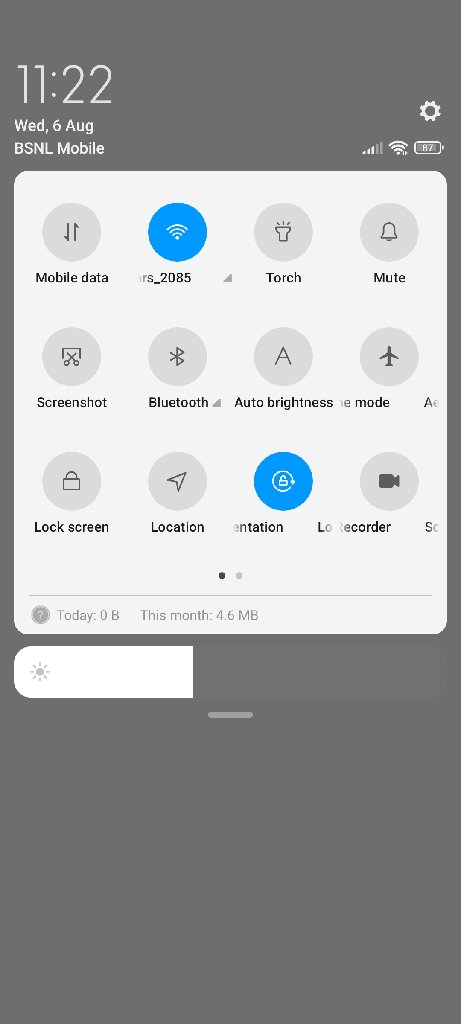 11:22
Wed, 6 Aug
BSNL Mobile
87
Mobile data
rs_2085
Torch
Mute
Screenshot
Bluetooth
Auto brightness
e mode
Ae
Lock screen
Location
entation
Lo
ecorder
Sc
Today: 0 B
This month: 4.6 MB